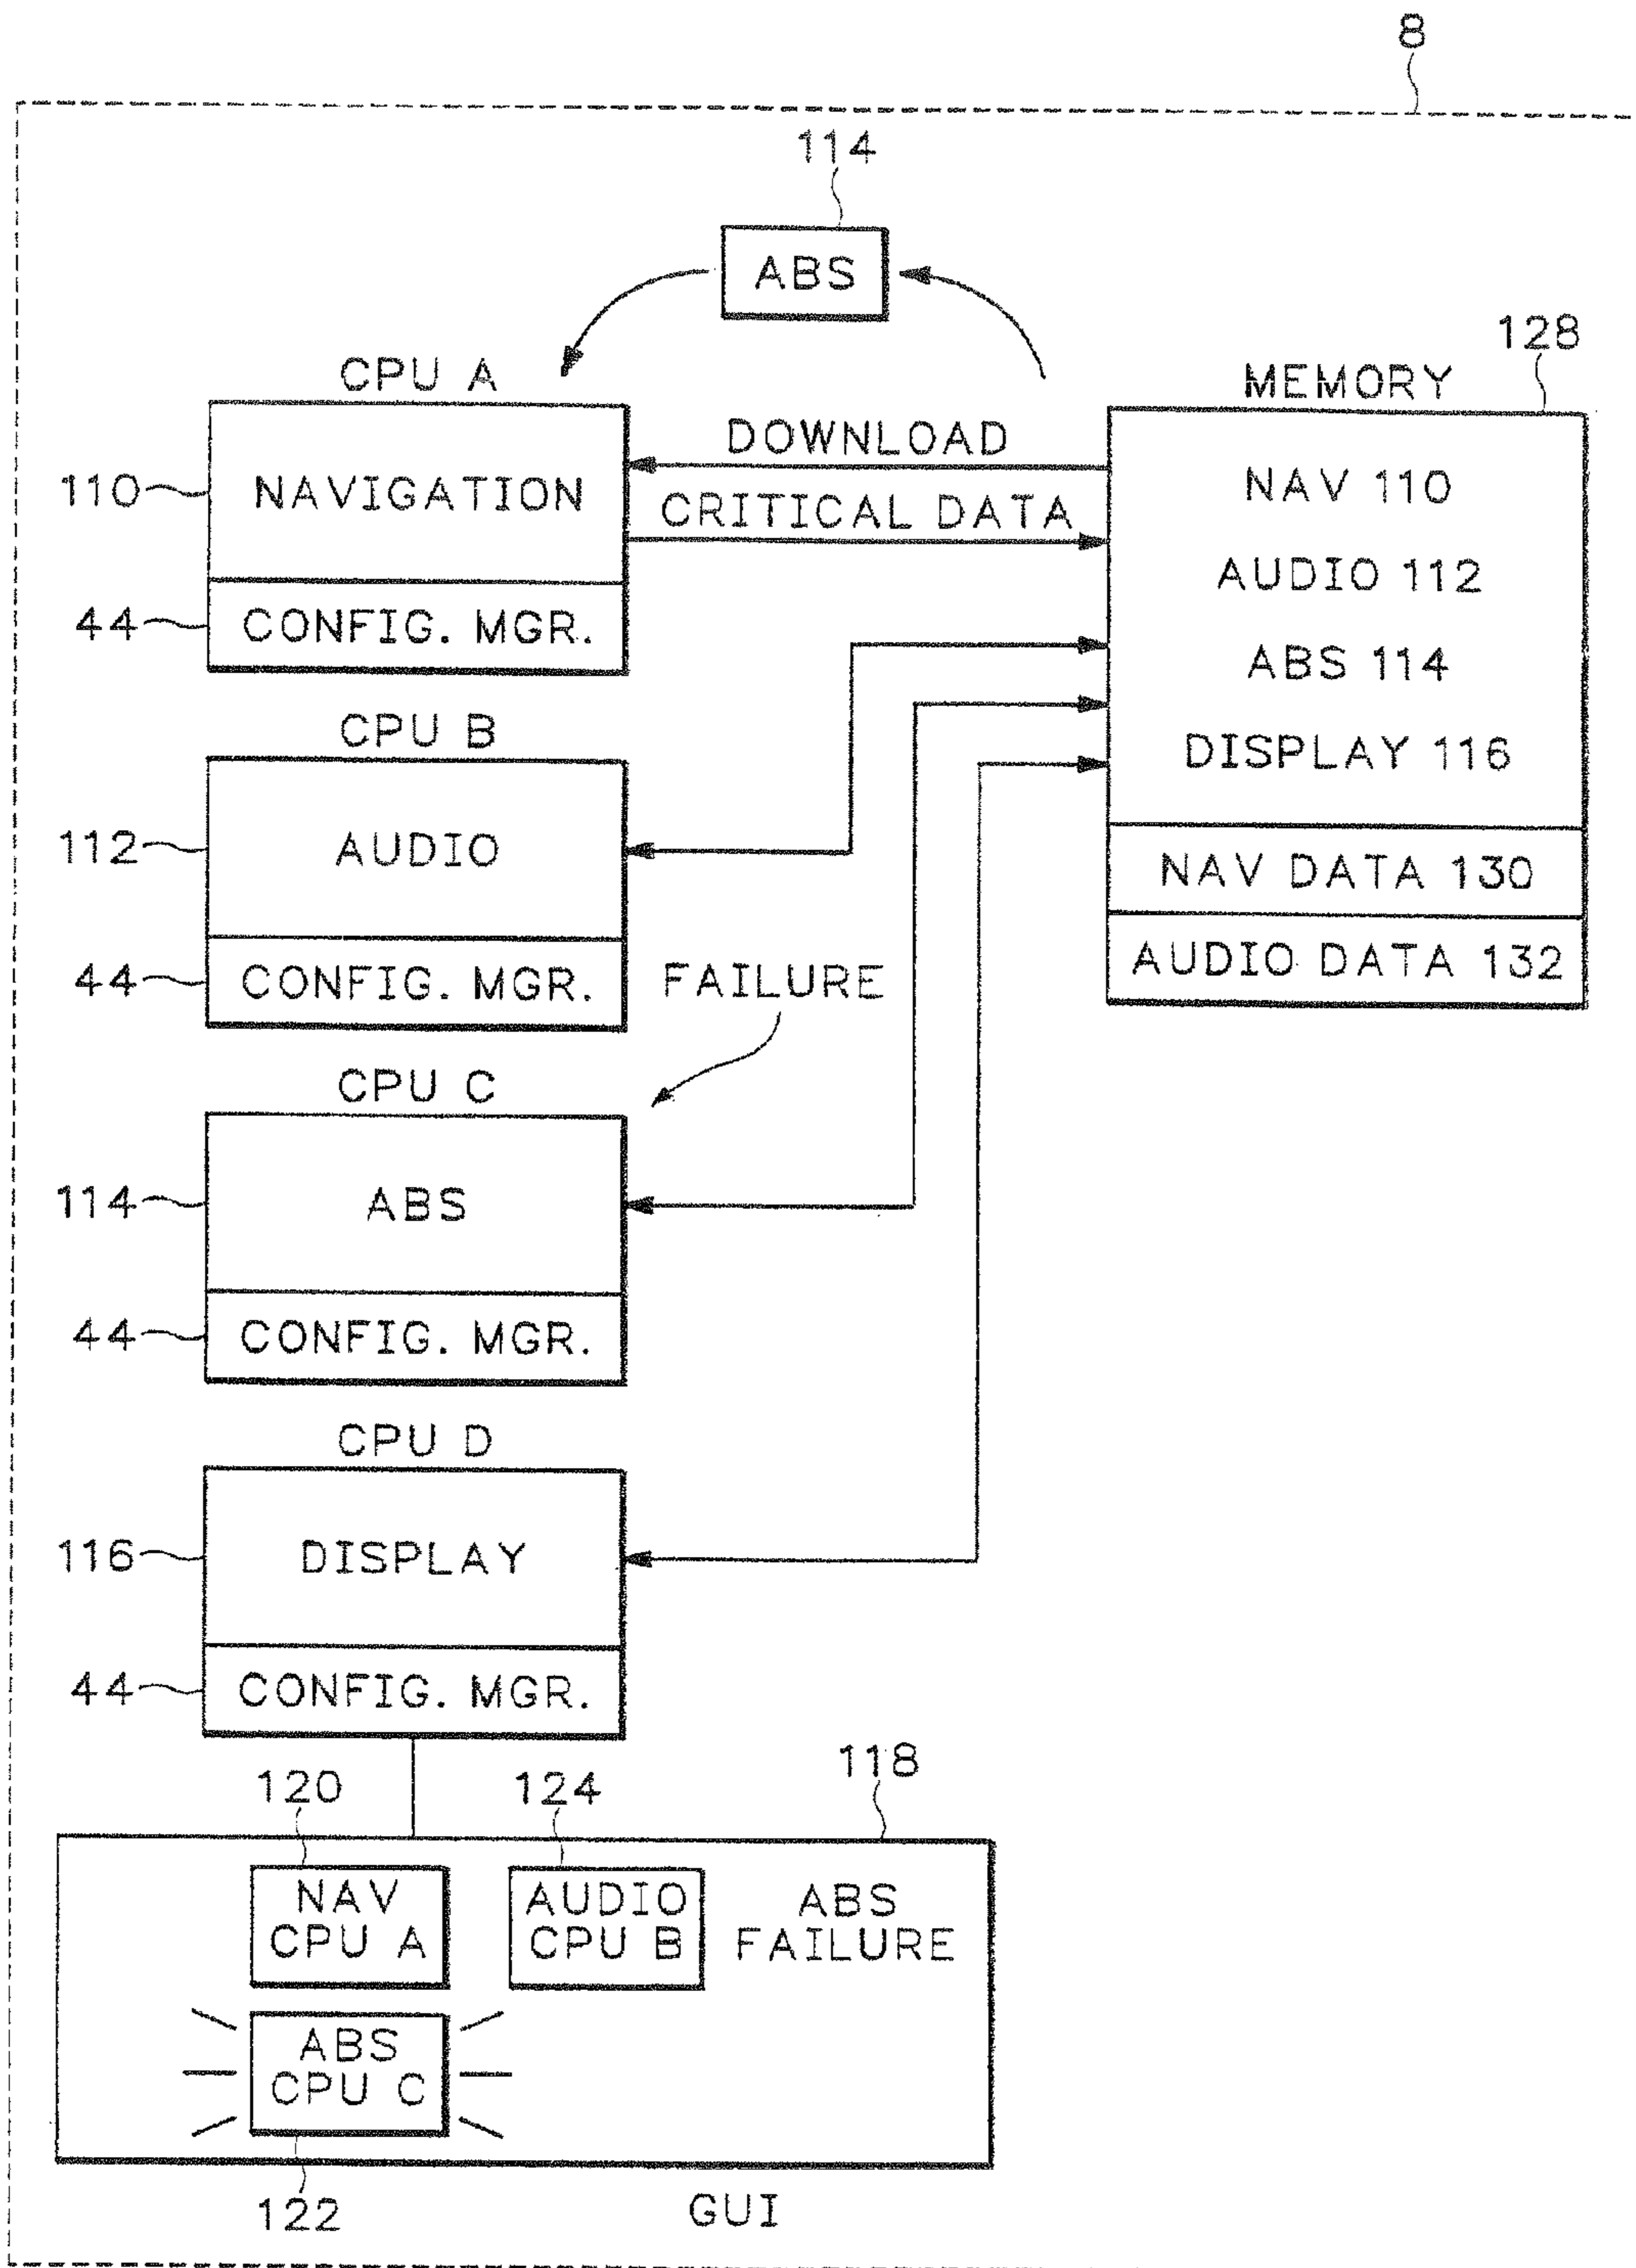 8
114
ABS
CPU A
110
NAVIGATION
44
CONFIG. MGR.
DOWNLOAD
CRITICAL DATA
128
MEMORY
NAV 110
AUDIO 112
ABS 114
DISPLAY 116
NAV DATA 130
AUDIO DATA 132
CPU B
112
AUDIO
44
CONFIG. MGR.
FAILURE
CPU C
114
ABS
44
CONFIG. MGR.
CPU D
116
DISPLAY
44
CONFIG. MGR.
120
124
118
NAV
CPU A
AUDIO
CPU B
ABS
FAILURE
ABS
CPU C
122
GUI